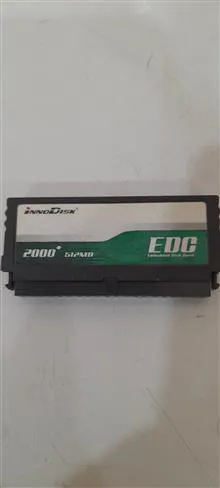 INNODISK
EDC
Embedded Disk Card
2000+ 512MB